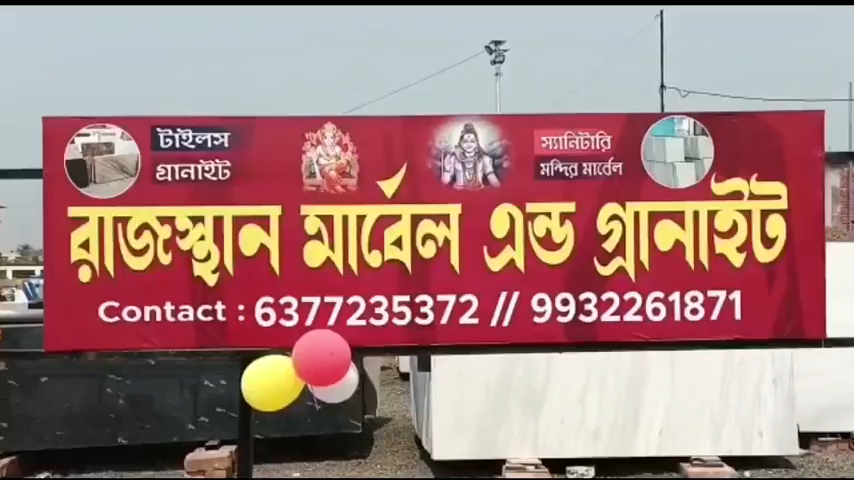 টাইলস
গ্রানাইট
স্যানিটারি
মন্দির মার্বেল
রাজস্থান মার্বেল এন্ড গ্রানাইট
Contact : 6377235372 // 9932261871